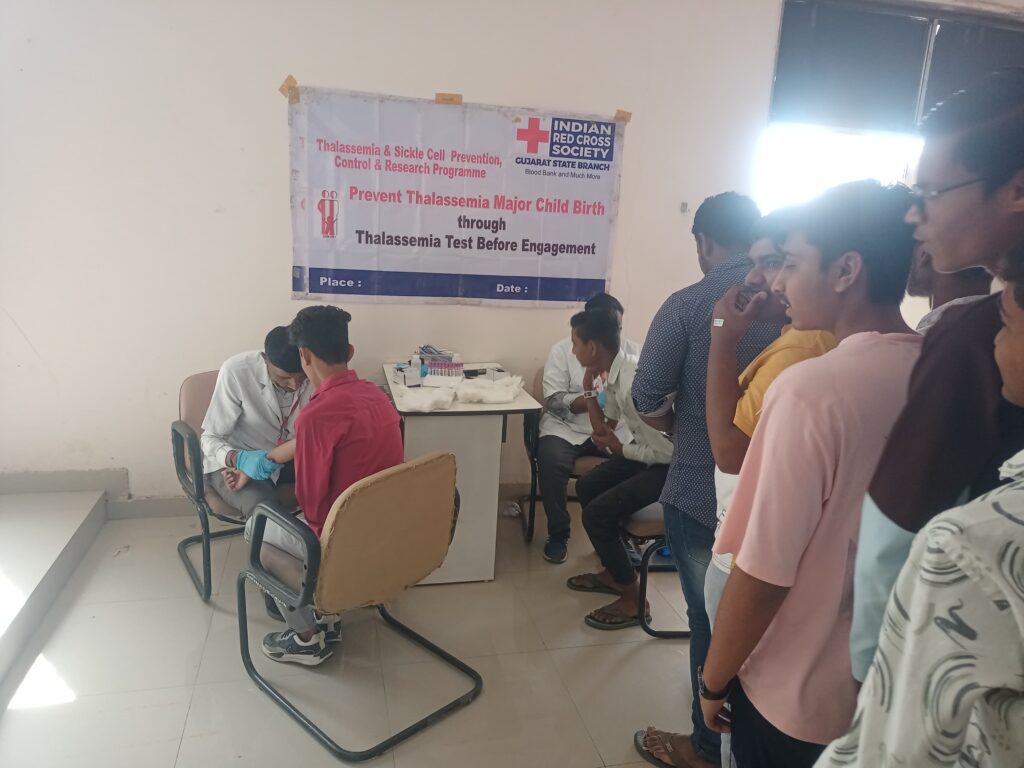 INDIAN
RED CROSS
SOCIETY
GUJARAT STATE BRANCH
Blood Bank and Much More
Thalassemia & Sickle Cell Prevention,
Control & Research Programme
Prevent Thalassemia Major Child Birth
through
Thalassemia Test Before Engagement
Place :
Date :